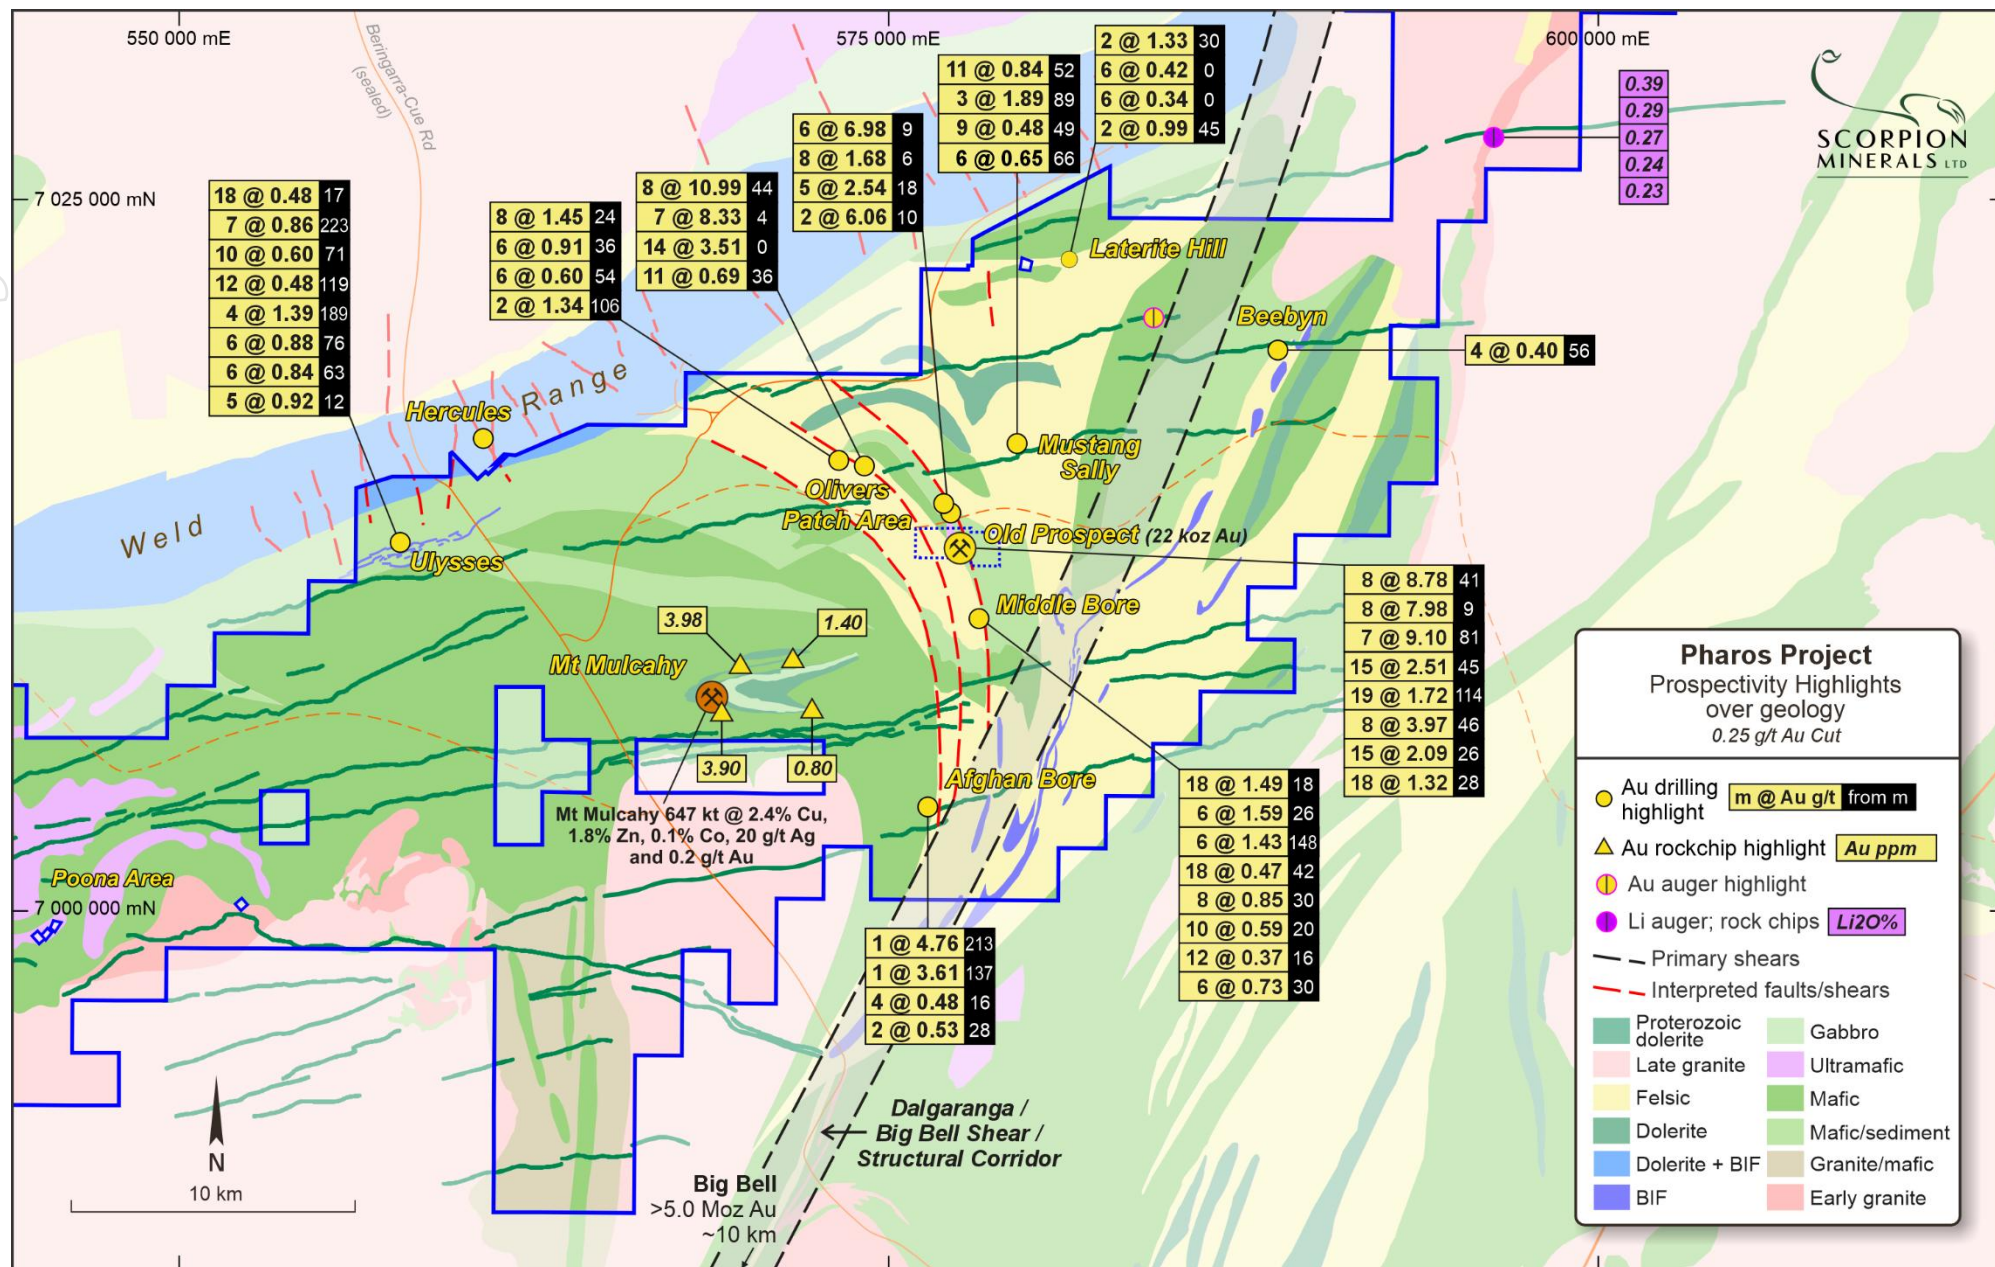 550 000 mE
575 000 mE
600 000 mE
Beringarra-Cue Rd
(sealed)
7 025 000 mN
7 000 000 mN
SCORPION
MINERALS LTD
18 @ 0.48 17
7 @ 0.86 223
10 @ 0.60 71
12 @ 0.48 119
4 @ 1.39 189
6 @ 0.88 76
6 @ 0.84 63
5 @ 0.92 12
8 @ 1.45 24
6 @ 0.91 36
6 @ 0.60 54
2 @ 1.34 106
8 @ 10.99 44
7 @ 8.33 4
14 @ 3.51 0
11 @ 0.69 36
6 @ 6.98 9
8 @ 1.68 6
5 @ 2.54 18
2 @ 6.06 10
11 @ 0.84 52
3 @ 1.89 89
9 @ 0.48 49
6 @ 0.65 66
2 @ 1.33 30
6 @ 0.42 0
6 @ 0.34 0
2 @ 0.99 45
0.39
0.29
0.27
0.24
0.23
Laterite Hill
Beebyn
4 @ 0.40 56
Hercules
Weld Range
Mustang
Sally
Olivers
Patch Area
Ulysses
Old Prospect (22 koz Au)
Middle Bore
8 @ 8.78 41
8 @ 7.98 9
7 @ 9.10 81
15 @ 2.51 45
19 @ 1.72 114
8 @ 3.97 46
15 @ 2.09 26
18 @ 1.32 28
3.98
1.40
Mt Mulcahy
3.90
0.80
Mt Mulcahy 647 kt @ 2.4% Cu,
1.8% Zn, 0.1% Co, 20 g/t Ag
and 0.2 g/t Au
Afghan Bore
18 @ 1.49 18
6 @ 1.59 26
6 @ 1.43 148
18 @ 0.47 42
8 @ 0.85 30
10 @ 0.59 20
12 @ 0.37 16
6 @ 0.73 30
Poona Area
1 @ 4.76 213
1 @ 3.61 137
4 @ 0.48 16
2 @ 0.53 28
Dalgaranga /
Big Bell Shear /
Structural Corridor
Big Bell
>5.0 Moz Au
~10 km
N
10 km
Pharos Project
Prospectivity Highlights
over geology
0.25 g/t Au Cut
Au drilling
highlight
m @ Au g/t from m
Au rockchip highlight Au ppm
Au auger highlight
Li auger; rock chips Li2O%
Primary shears
Interpreted faults/shears
Proterozoic
dolerite
Gabbro
Late granite
Ultramafic
Felsic
Mafic
Dolerite
Mafic/sediment
Dolerite + BIF
Granite/mafic
BIF
Early granite